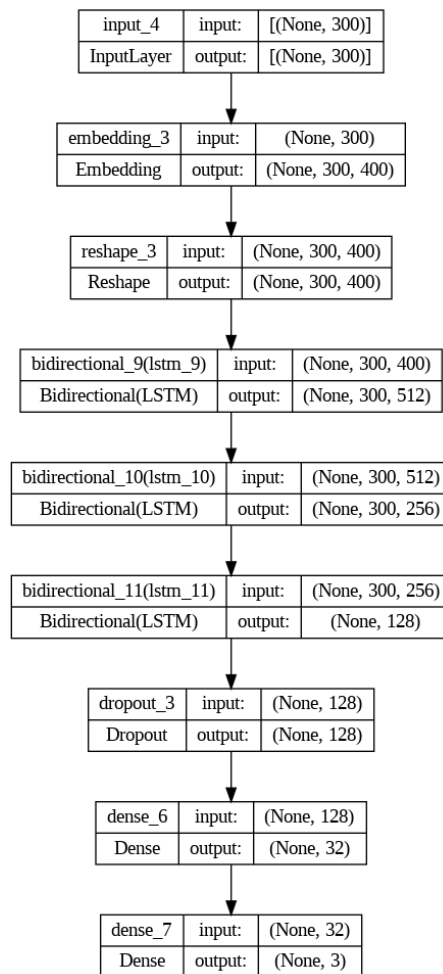 input_4 input: [(None, 300)]
InputLayer output: [(None, 300)]
embedding_3 input: (None, 300)
Embedding output: (None, 300, 400)
reshape_3 input: (None, 300, 400)
Reshape output: (None, 300, 400)
bidirectional_9(lstm_9) input: (None, 300, 400)
Bidirectional(LSTM) output: (None, 300, 512)
bidirectional_10(lstm_10) input: (None, 300, 512)
Bidirectional(LSTM) output: (None, 300, 256)
bidirectional_11(lstm_11) input: (None, 300, 256)
Bidirectional(LSTM) output: (None, 128)
dropout_3 input: (None, 128)
Dropout output: (None, 128)
dense_6 input: (None, 128)
Dense output: (None, 32)
dense_7 input: (None, 32)
Dense output: (None, 3)